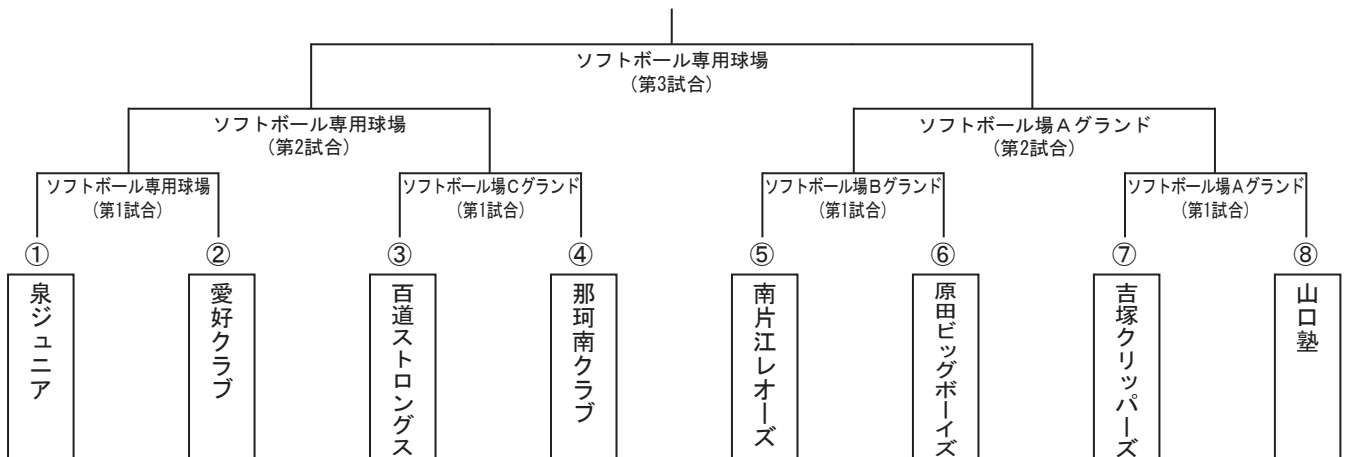 ソフトボール専用球場
(第3試合)
ソフトボール専用球場
(第2試合)
ソフトボール場Aグランド
(第2試合)
ソフトボール専用球場
(第1試合)
ソフトボール場Cグランド
(第1試合)
ソフトボール場Bグランド
(第1試合)
ソフトボール場Aグランド
(第1試合)
①
②
③
④
⑤
⑥
⑦
⑧
泉ジュニア
愛好クラブ
百道ストロングス
那珂南クラブ
南片江レオーズ
原田ビッグボーイズ
吉塚クリッパーズ
山口塾